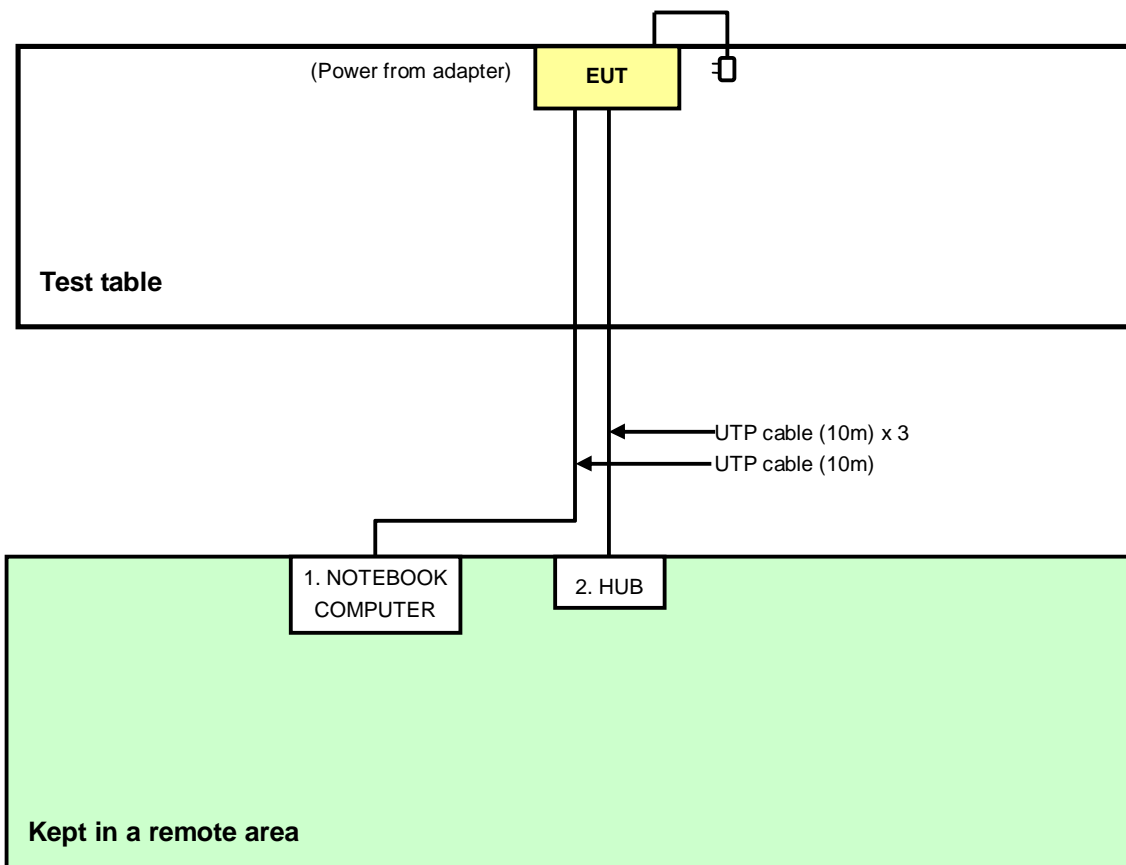 (Power from adapter)
EUT
Test table
UTP cable (10m) x 3
UTP cable (10m)
1. NOTEBOOK
COMPUTER
2. HUB
Kept in a remote area